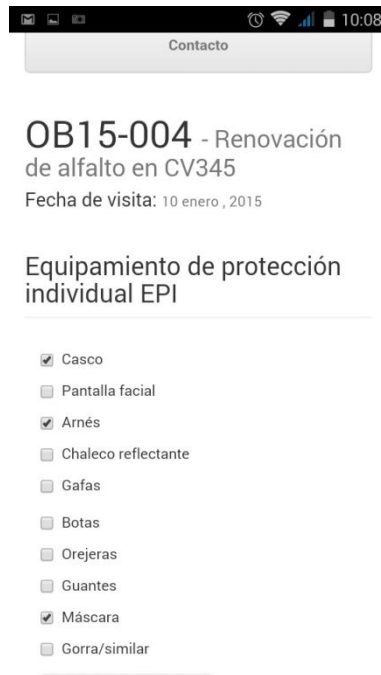 10:08
Contacto
OB15-004 - Renovación
de alfalto en CV345
Fecha de visita: 10 enero , 2015
Equipamiento de protección
individual EPI
Casco
Pantalla facial
Arnés
Chaleco reflectante
Gafas
Botas
Orejeras
Guantes
Máscara
Gorra/similar